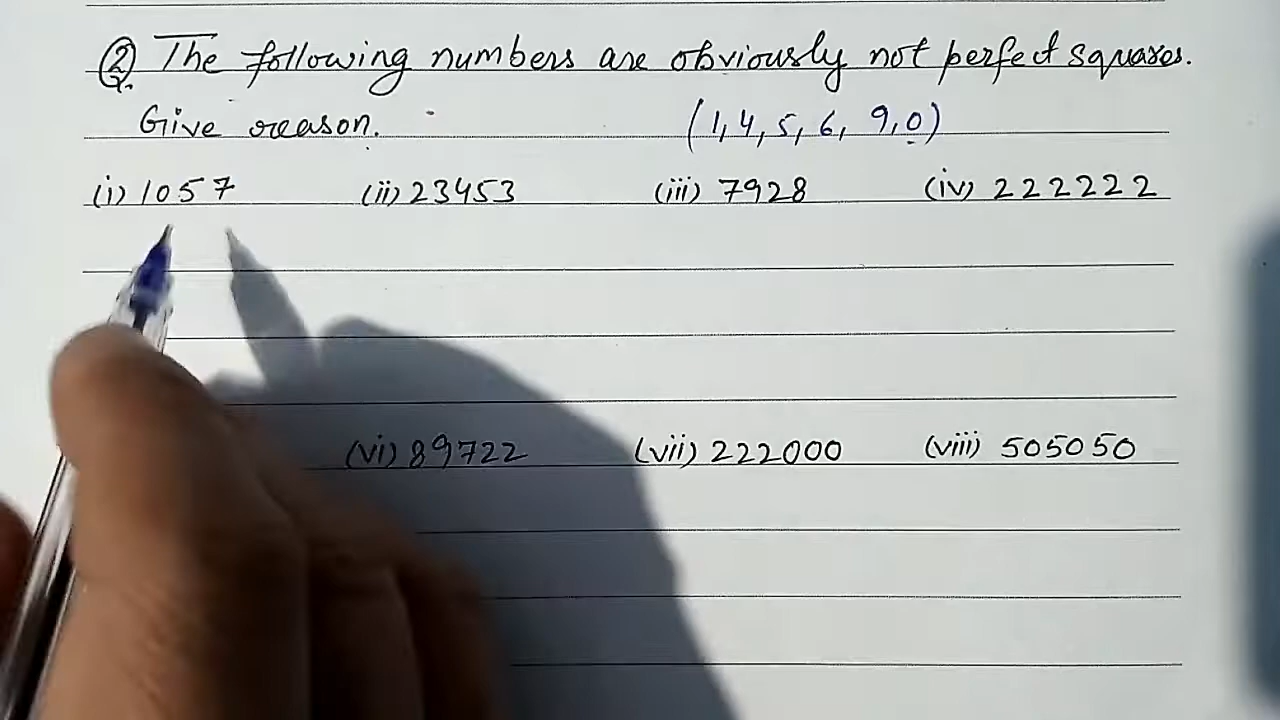 Q. The following numbers are obviously not perfect squares.
Give reason. (1,4,5,6,9,0)
(i) 1057 (ii) 23453 (iii) 7928 (iv) 222222
(vi) 89722 (vii) 222000 (viii) 505050